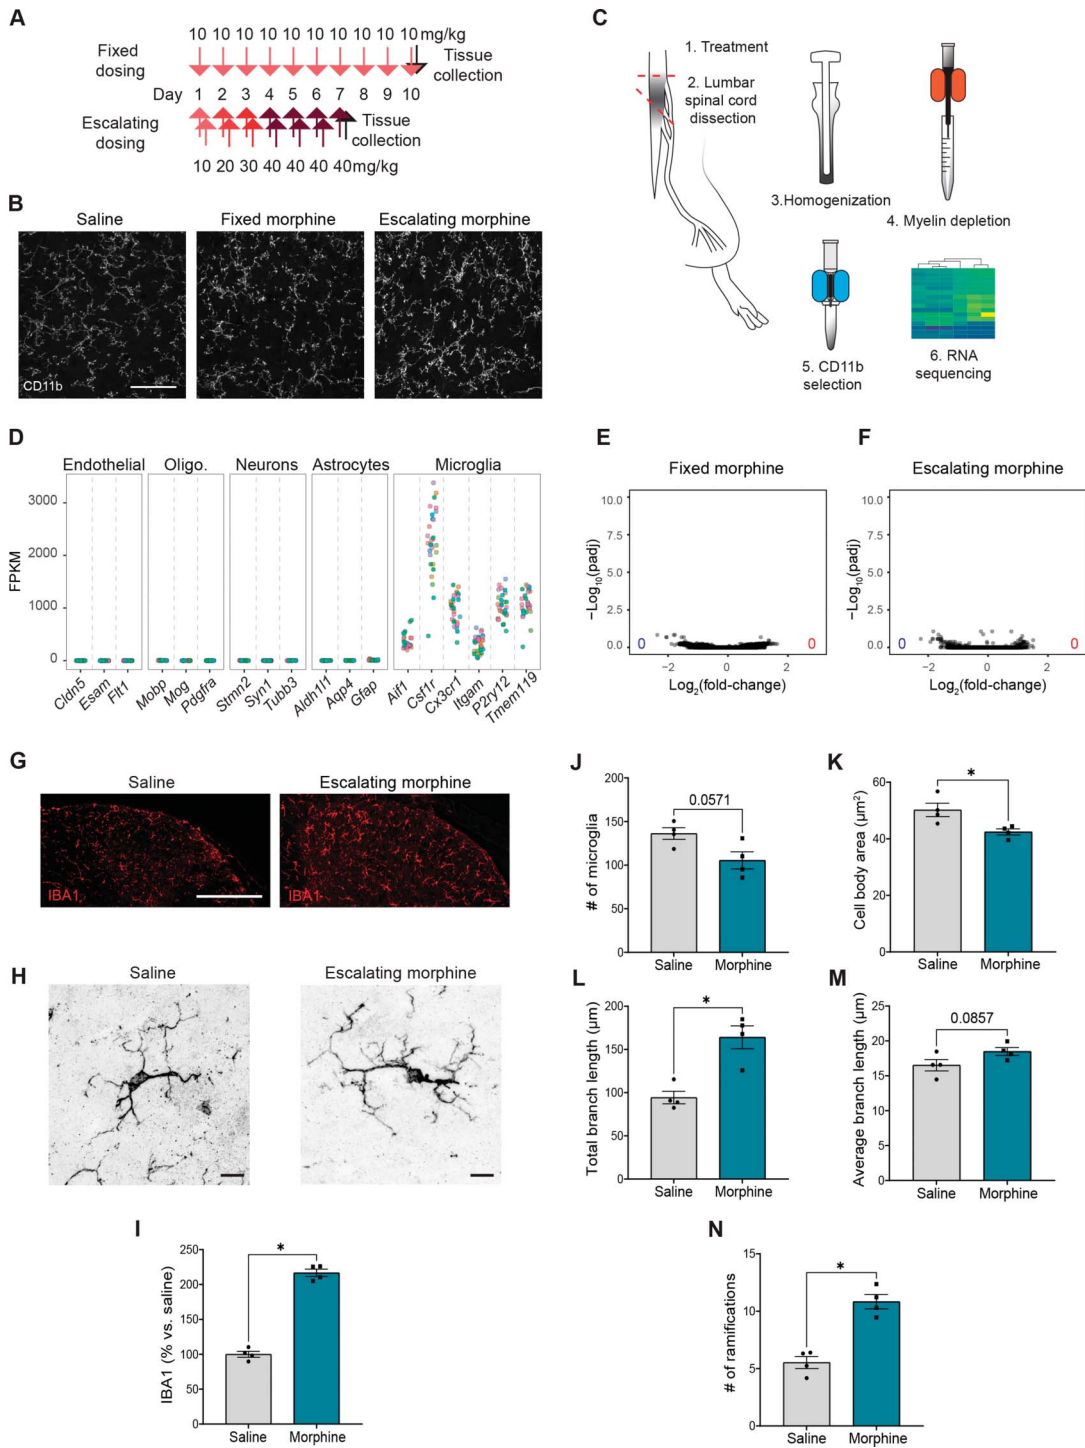 A
10 10 10 10 10 10 10 10 10 10 mg/kg
Fixed
dosing
Tissue
collection
Day 1 2 3 4 5 6 7 8 9 10
Escalating
dosing
Tissue
collection
10 20 30 40 40 40 40mg/kg
B
Saline
Fixed morphine
Escalating morphine
CD11b
C
1. Treatment
2. Lumbar
spinal cord
dissection
3.Homogenization
4. Myelin depletion
5. CD11b
selection
6. RNA
sequencing
D
Endothelial Oligo. Neurons Astrocytes Microglia
FPKM
3000
2000
1000
0
Cldn5 Esam Flt1 Mobp Mog Pdgfra Stmn2 Syn1 Tubb3 Aldh1l1 Aqp4 Gfap Aif1 Csf1r Cx3cr1 Itgam P2ry12 Tmem119
E
Fixed morphine
−Log10(padj)
10.0
7.5
5.0
2.5
0.0
0 0
−2 0 2
Log2(fold-change)
F
Escalating morphine
−Log10(padj)
10.0
7.5
5.0
2.5
0.0
0 0
−2 0 2
Log2(fold-change)
G
Saline
Escalating morphine
IBA1
IBA1
H
Saline
Escalating morphine
I
IBA1 (% vs. saline)
250
200
150
100
50
0
*
Saline Morphine
J
# of microglia
200
150
100
50
0
0.0571
Saline Morphine
K
Cell body area (µm²)
60
40
20
0
*
Saline Morphine
L
Total branch length (µm)
200
150
100
50
0
*
Saline Morphine
M
Average branch length (µm)
25
20
15
10
5
0
0.0857
Saline Morphine
N
# of ramifications
15
10
5
0
*
Saline Morphine